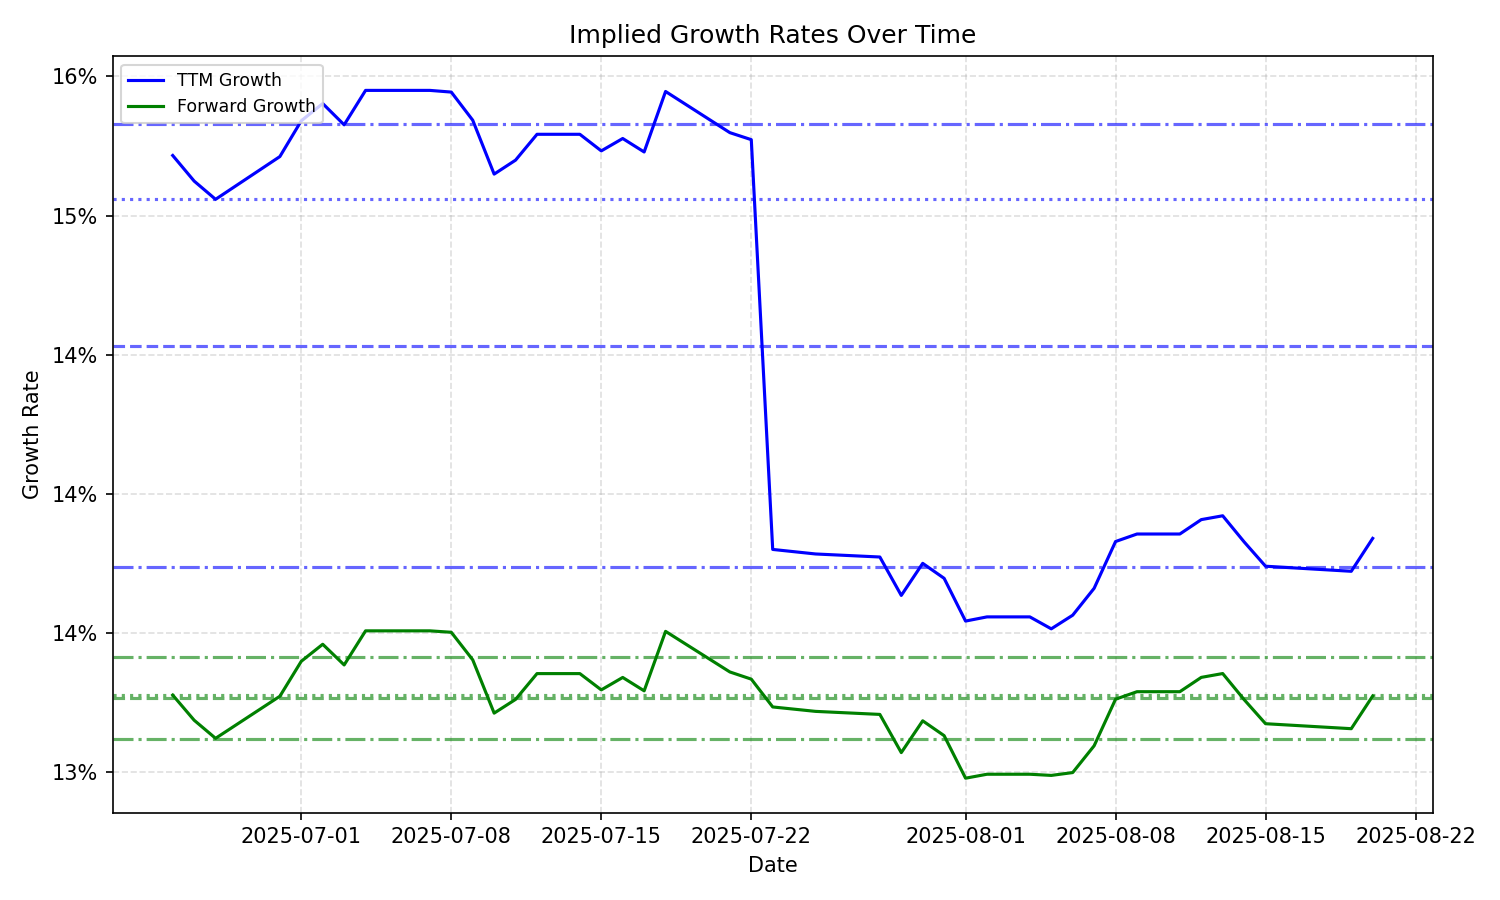 Implied Growth Rates Over Time
TTM Growth
Forward Growth
16%
15%
14%
14%
14%
13%
Growth Rate
2025-07-01
2025-07-08
2025-07-15
2025-07-22
2025-08-01
2025-08-08
2025-08-15
2025-08-22
Date